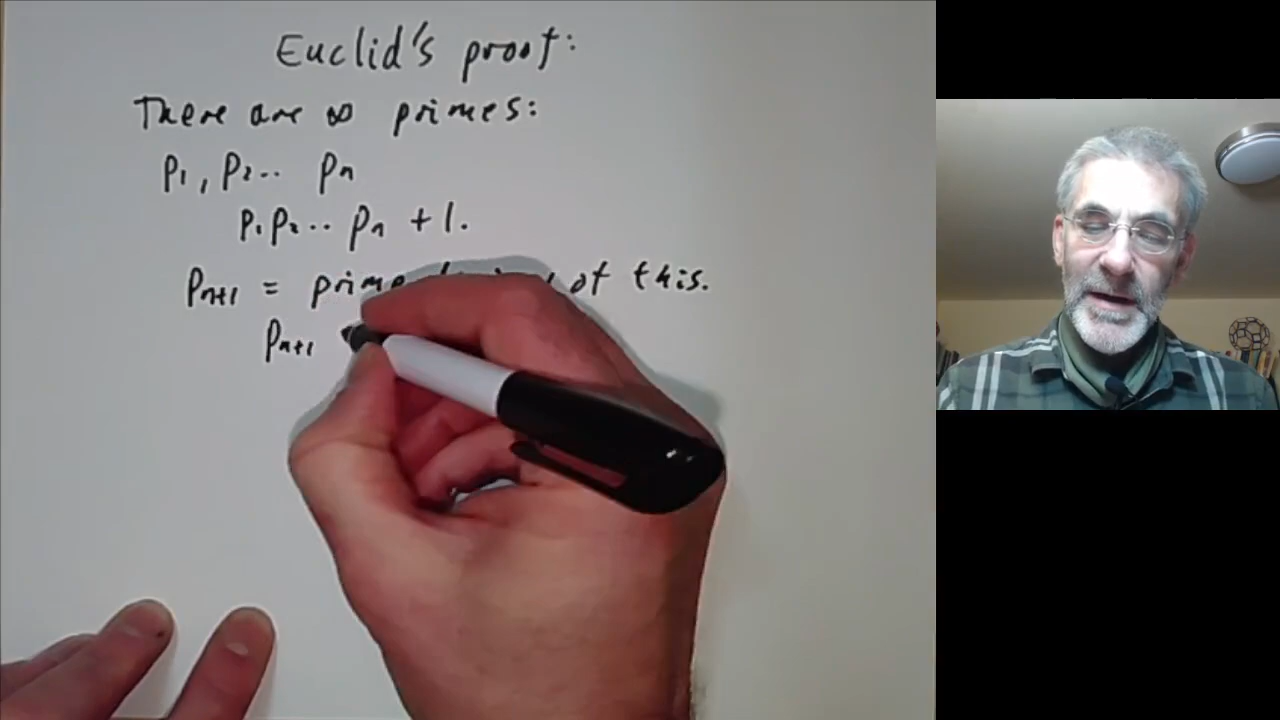 Euclid's proof:
There are ∞ primes:
p₁, p₂.. pₙ
p₁p₂.. pₙ + 1.
pₙ₊₁ = prime of this.
pₙ₊₁